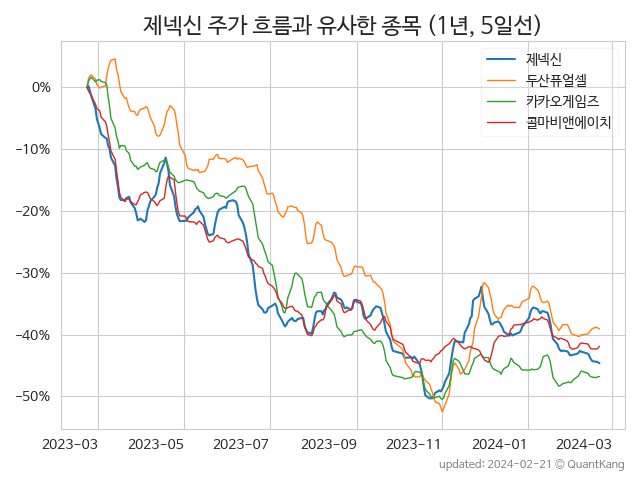 제넥신 주가 흐름과 유사한 종목 (1년, 5일선)
제넥신
두산퓨얼셀
카카오게임즈
콜마비앤에이치
0%
−10%
−20%
−30%
−40%
−50%
2023-03 2023-05 2023-07 2023-09 2023-11 2024-01 2024-03
updated: 2024-02-21 © QuantKang